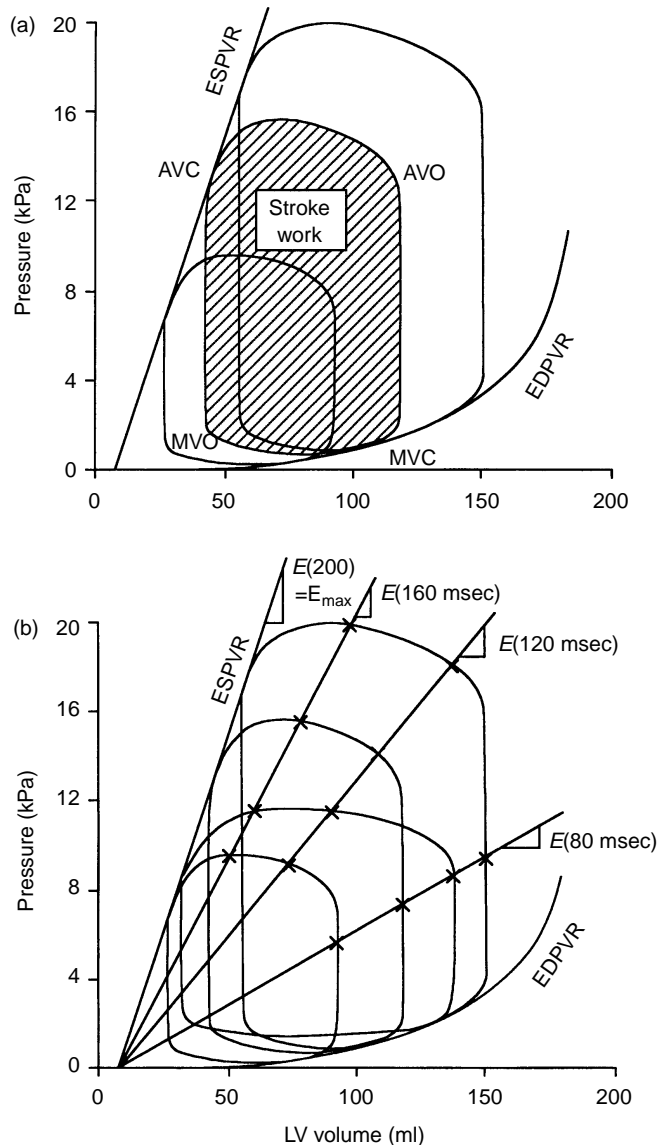 (a)
20
16
12
8
4
0
Pressure (kPa)
ESPVR
AVC
AVO
Stroke
work
MVO
MVC
EDPVR
0
50
100
150
200
(b)
E(200)
=Emax
E(160 msec)
E(120 msec)
E(80 msec)
ESPVR
EDPVR
20
16
12
8
4
0
Pressure (kPa)
0
50
100
150
200
LV volume (ml)